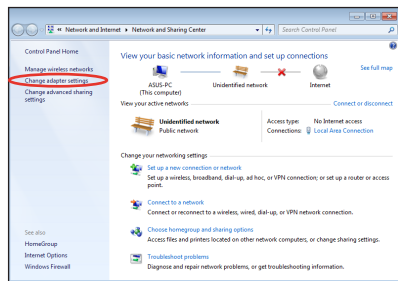 « Network and Internet ▸ Network and Sharing Center
Search Control Panel
Control Panel Home
Manage wireless networks
Change adapter settings
Change advanced sharing
settings
See also
HomeGroup
Internet Options
Windows Firewall
View your basic network information and set up connections
ASUS-PC
(This computer)
Unidentified network
Internet
See full map
View your active networks
Connect or disconnect
Unidentified network
Public network
Access type: No Internet access
Connections: Local Area Connection
Change your networking settings
Set up a new connection or network
Set up a wireless, broadband, dial-up, ad hoc, or VPN connection; or set up a router or access
point.
Connect to a network
Connect or reconnect to a wireless, wired, dial-up, or VPN network connection.
Choose homegroup and sharing options
Access files and printers located on other network computers, or change sharing settings.
Troubleshoot problems
Diagnose and repair network problems, or get troubleshooting information.